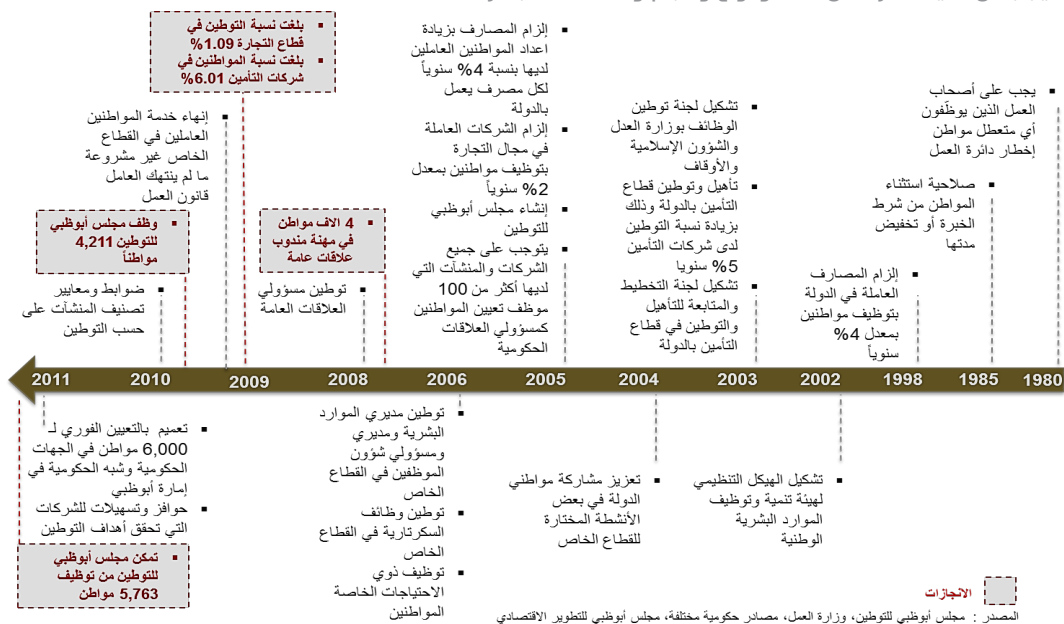 يجب على أصحاب
العمل الذين يوظّفون
أي متعطل مواطن
إخطار دائرة العمل
صلاحية استثناء
المواطن من شرط
الخبرة أو تخفيض
مدتها
إلزام المصارف
العاملة في الدولة
بتوظيف مواطنين
بمعدل 4%
سنوياً
تشكيل لجنة توطين
الوظائف بوزارة العدل
والشؤون الإسلامية
والأوقاف
تأهيل وتوطين قطاع
التأمين بالدولة وذلك
بزيادة نسبة التوطين
لدى شركات التأمين
5% سنويا
تشكيل لجنة التخطيط
والمتابعة للتأهيل
والتوطين في قطاع
التأمين بالدولة
إلزام المصارف بزيادة
اعداد المواطنين العاملين
لديها بنسبة 4% سنوياً
لكل مصرف يعمل
بالدولة
إلزام الشركات العاملة
في مجال التجارة
بتوظيف مواطنين بمعدل
2% سنوياً
إنشاء مجلس أبوظبي
للتوطين
يتوجب على جميع
الشركات والمنشآت التي
لديها أكثر من 100
موظف تعيين المواطنين
كمسؤولي العلاقات
الحكومية
4 الاف مواطن
في مهنة مندوب
علاقات عامة
توطين مسؤولي
العلاقات العامة
بلغت نسبة التوطين في
قطاع التجارة 1.09%
بلغت نسبة المواطنين في
شركات التأمين 6.01%
إنهاء خدمة المواطنين
العاملين في القطاع
الخاص غير مشروعة
ما لم ينتهك العامل
قانون العمل
وظف مجلس أبوظبي
للتوطين 4,211
مواطناً
ضوابط ومعايير
تصنيف المنشآت على
حسب التوطين
1980
1985
1998
2002
2003
2004
2005
2006
2008
2009
2010
2011
تشكيل الهيكل التنظيمي
لهيئة تنمية وتوظيف
الموارد البشرية
الوطنية
تعزيز مشاركة مواطني
الدولة في بعض
الأنشطة المختارة
للقطاع الخاص
توطين مديري الموارد
البشرية ومديري
ومسؤولي شؤون
الموظفين في القطاع
الخاص
توطين وظائف
السكرتارية في القطاع
الخاص
توظيف ذوي
الاحتياجات الخاصة
المواطنين
تعميم بالتعيين الفوري لـ
6,000 مواطن في الجهات
الحكومية وشبه الحكومية في
إمارة أبوظبي
حوافز وتسهيلات للشركات
التي تحقق أهداف التوطين
تمكن مجلس أبوظبي
للتوطين من توظيف
5,763 مواطن
الانجازات
المصدر : مجلس أبوظبي للتوطين، وزارة العمل، مصادر حكومية مختلفة، مجلس أبوظبي للتطوير الاقتصادي